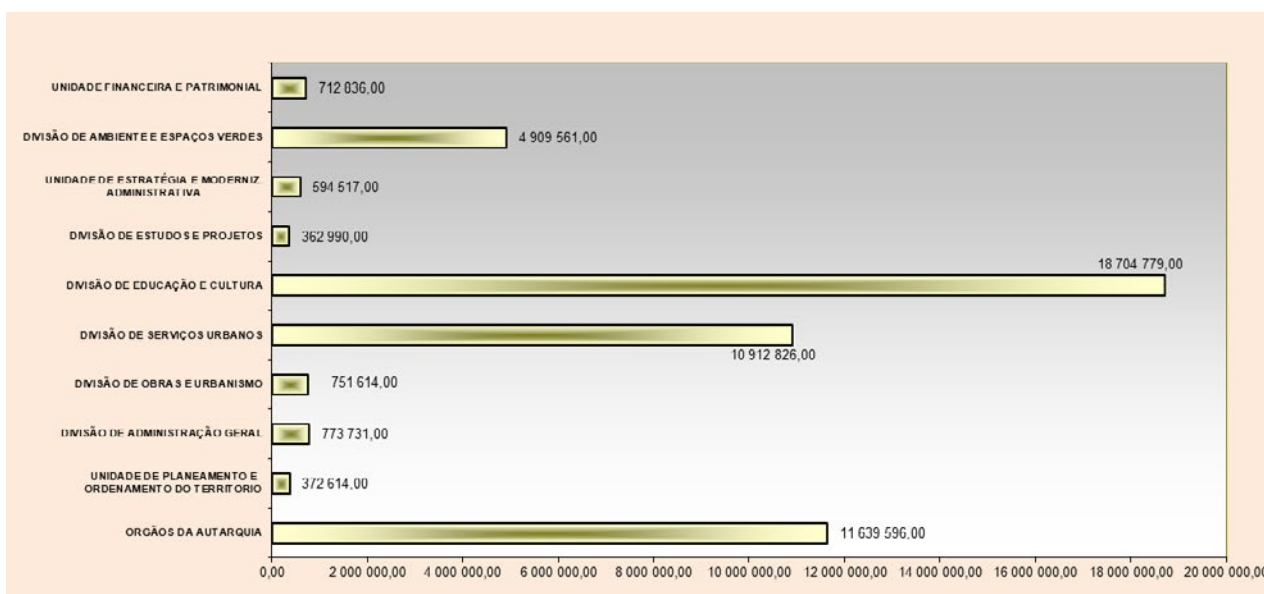 UNIDADE FINANCEIRA E PATRIMONIAL
712 836,00
DIVISÃO DE AMBIENTE E ESPAÇOS VERDES
4 909 561,00
UNIDADE DE ESTRATÉGIA E MODERNIZ.
ADMINISTRATIVA
594 517,00
DIVISÃO DE ESTUDOS E PROJETOS
362 990,00
18 704 779,00
DIVISÃO DE EDUCAÇÃO E CULTURA
DIVISÃO DE SERVIÇOS URBANOS
10 912 826,00
DIVISÃO DE OBRAS E URBANISMO
751 614,00
DIVISÃO DE ADMINISTRAÇÃO GERAL
773 731,00
UNIDADE DE PLANEAMENTO E
ORDENAMENTO DO TERRITORIO
372 614,00
ORGÃOS DA AUTARQUIA
11 639 596,00
0,00 2 000 000,00 4 000 000,00 6 000 000,00 8 000 000,00 10 000 000,00 12 000 000,00 14 000 000,00 16 000 000,00 18 000 000,00 20 000 000,00